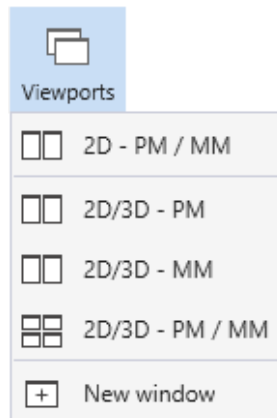 Viewports
2D - PM / MM
2D/3D - PM
2D/3D - MM
2D/3D - PM / MM
New window